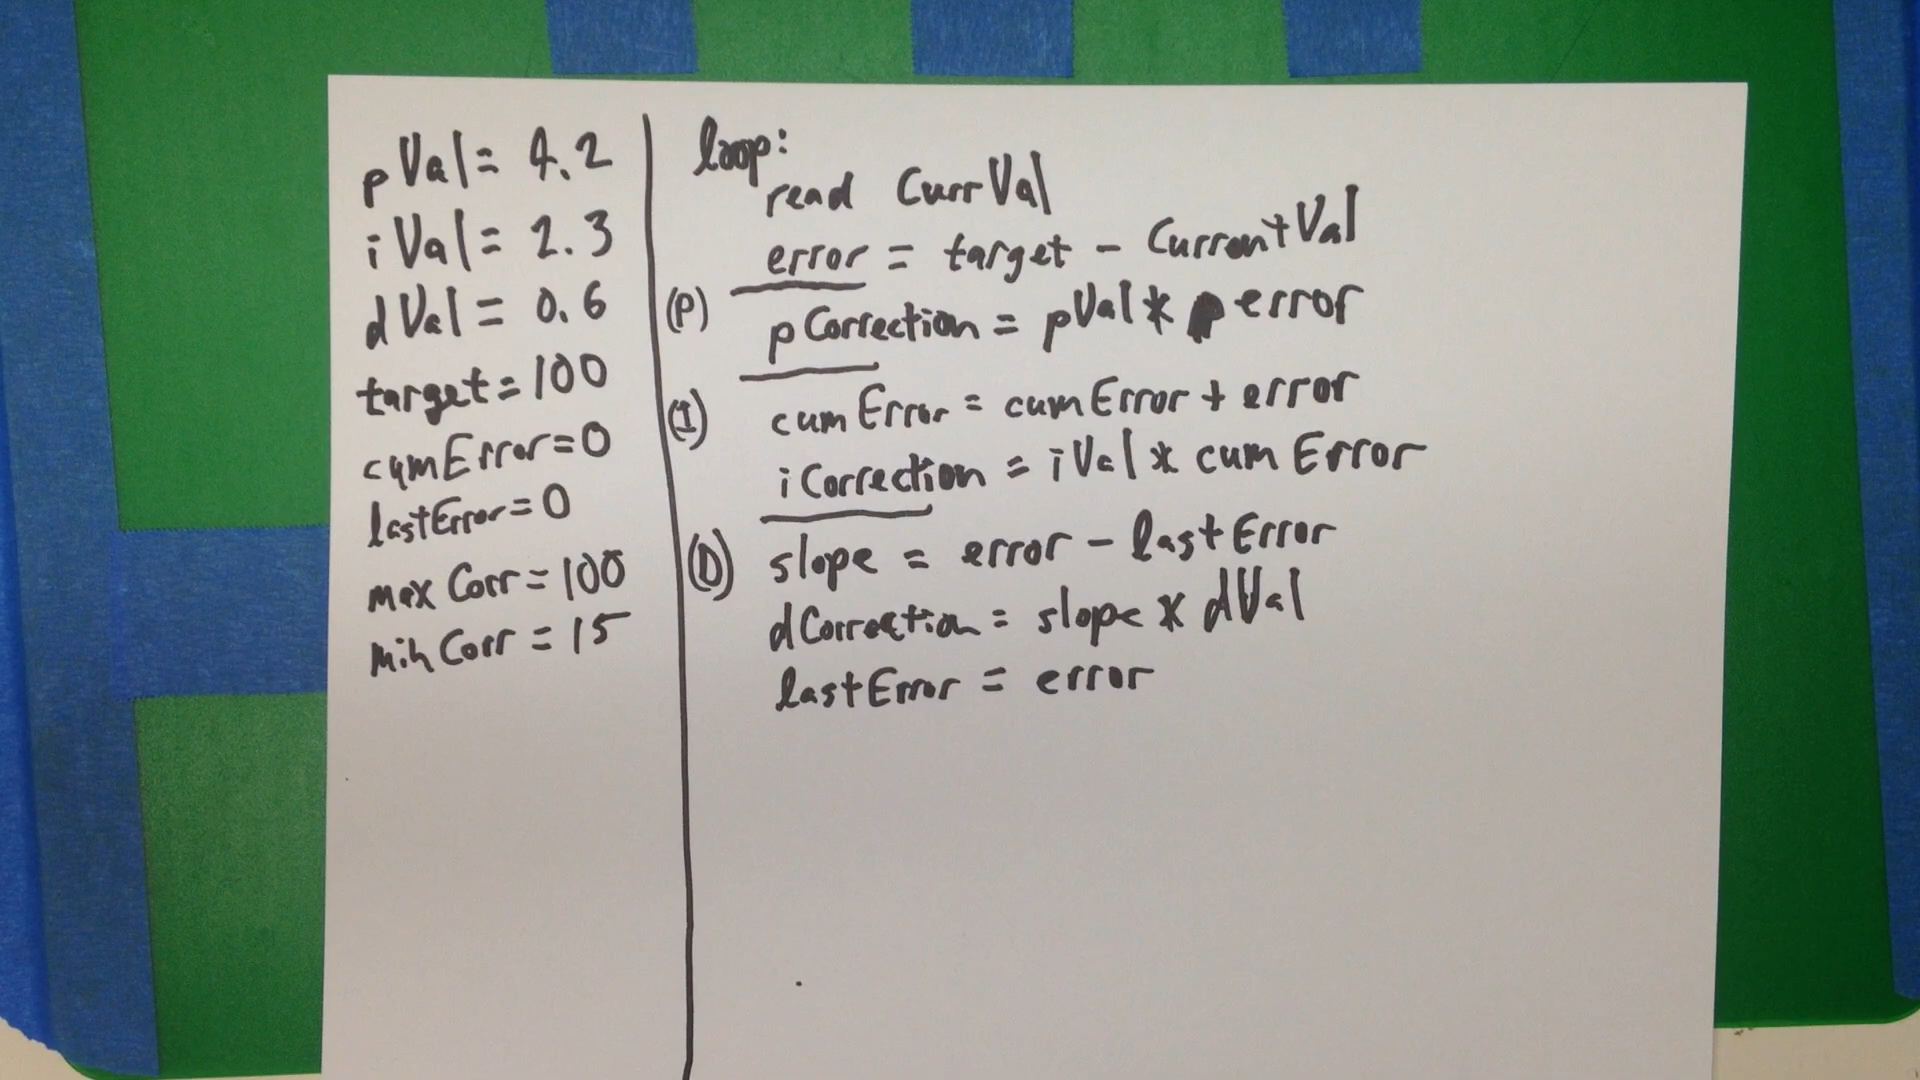 pVal = 4.2
iVal = 2.3
dVal = 0.6
target = 100
cumError = 0
lastError = 0
max Corr = 100
min Corr = 15
loop:
read CurrVal
error = target - CurrentVal
(P) pCorrection = pVal * error
(I) cumError = cumError + error
iCorrection = iVal * cumError
(D) slope = error - lastError
dCorrection = slope * dVal
lastError = error